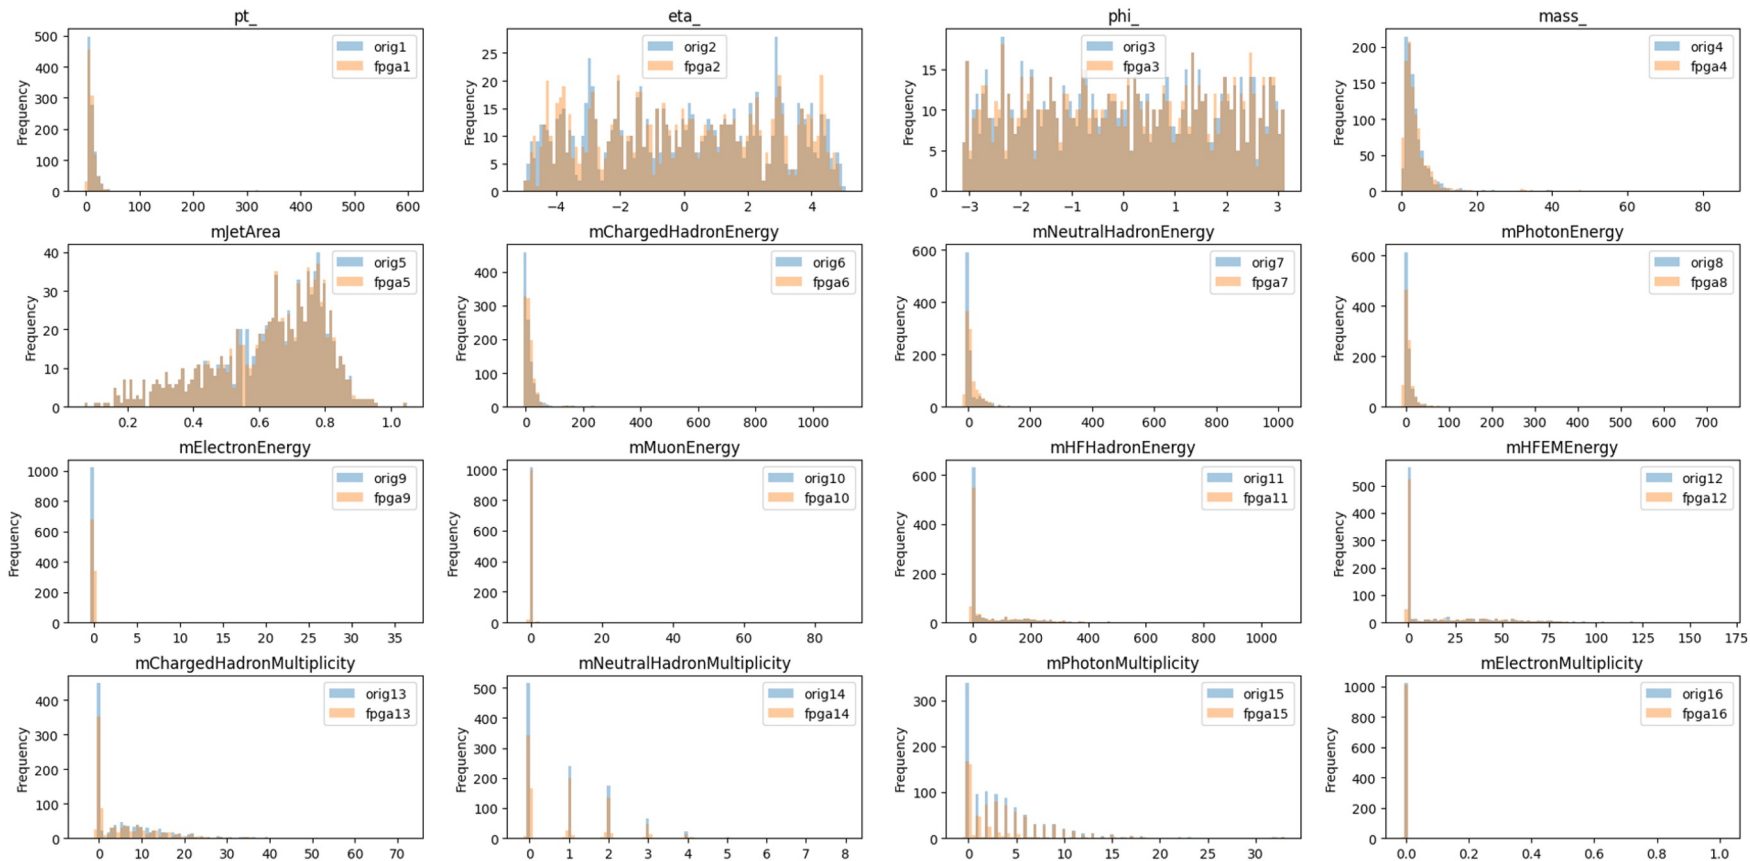 pt_
500
400
300
200
100
0
Frequency
orig1
fpga1
0 100 200 300 400 500 600
eta_
25
20
15
10
5
0
Frequency
orig2
fpga2
−4 −2 0 2 4
phi_
15
10
5
0
Frequency
orig3
fpga3
−3 −2 −1 0 1 2 3
mass_
200
150
100
50
0
Frequency
orig4
fpga4
0 20 40 60 80
mJetArea
40
30
20
10
0
Frequency
orig5
fpga5
0.2 0.4 0.6 0.8 1.0
mChargedHadronEnergy
400
300
200
100
0
Frequency
orig6
fpga6
0 200 400 600 800 1000
mNeutralHadronEnergy
600
400
200
0
Frequency
orig7
fpga7
0 200 400 600 800 1000
mPhotonEnergy
600
400
200
0
Frequency
orig8
fpga8
0 100 200 300 400 500 600 700
mElectronEnergy
1000
800
600
400
200
0
Frequency
orig9
fpga9
0 5 10 15 20 25 30 35
mMuonEnergy
1000
800
600
400
200
0
Frequency
orig10
fpga10
0 20 40 60 80
mHFHadronEnergy
600
400
200
0
Frequency
orig11
fpga11
0 200 400 600 800 1000
mHFEMEnergy
500
400
300
200
100
0
Frequency
orig12
fpga12
0 25 50 75 100 125 150 175
mChargedHadronMultiplicity
400
300
200
100
0
Frequency
orig13
fpga13
0 10 20 30 40 50 60 70
mNeutralHadronMultiplicity
500
400
300
200
100
0
Frequency
orig14
fpga14
0 1 2 3 4 5 6 7 8
mPhotonMultiplicity
300
200
100
0
Frequency
orig15
fpga15
0 5 10 15 20 25 30
mElectronMultiplicity
1000
800
600
400
200
0
Frequency
orig16
fpga16
0.0 0.2 0.4 0.6 0.8 1.0